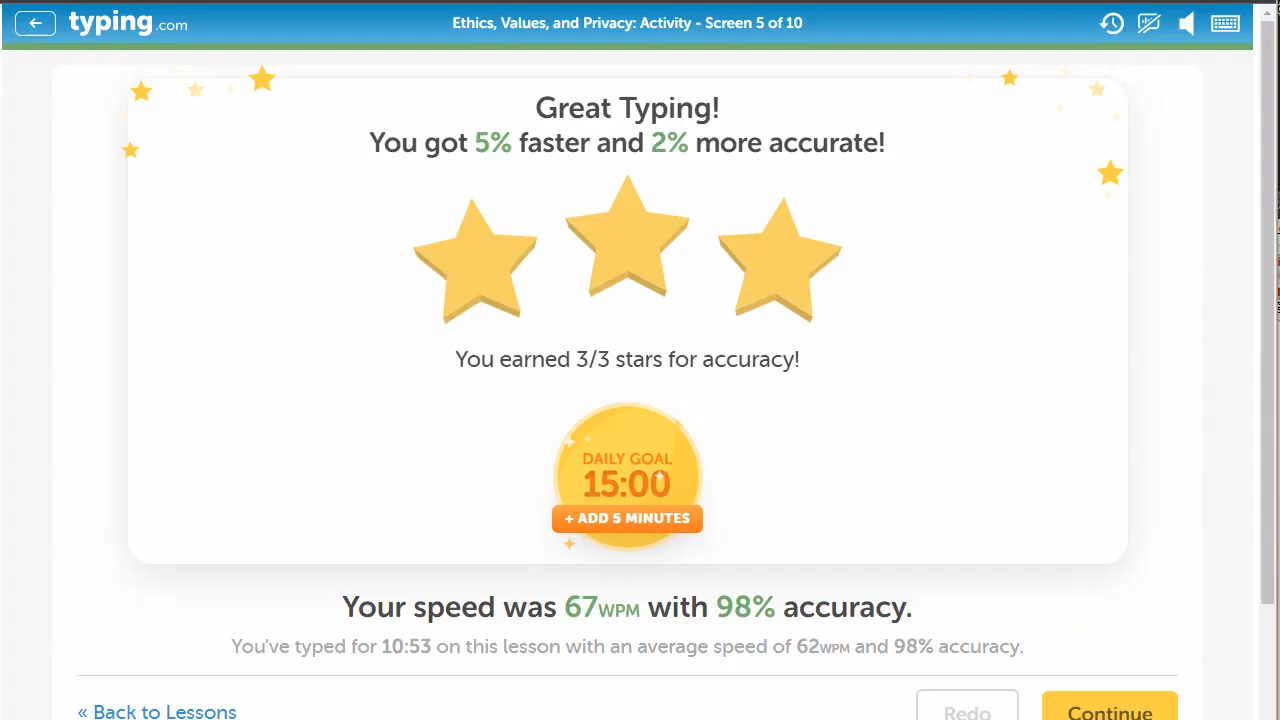 typing.com
Ethics, Values, and Privacy: Activity - Screen 5 of 10
Great Typing!
You got 5% faster and 2% more accurate!
You earned 3/3 stars for accuracy!
DAILY GOAL
15:00
+ ADD 5 MINUTES
Your speed was 67WPM with 98% accuracy.
You've typed for 10:53 on this lesson with an average speed of 62WPM and 98% accuracy.
« Back to Lessons
Redo
Continue